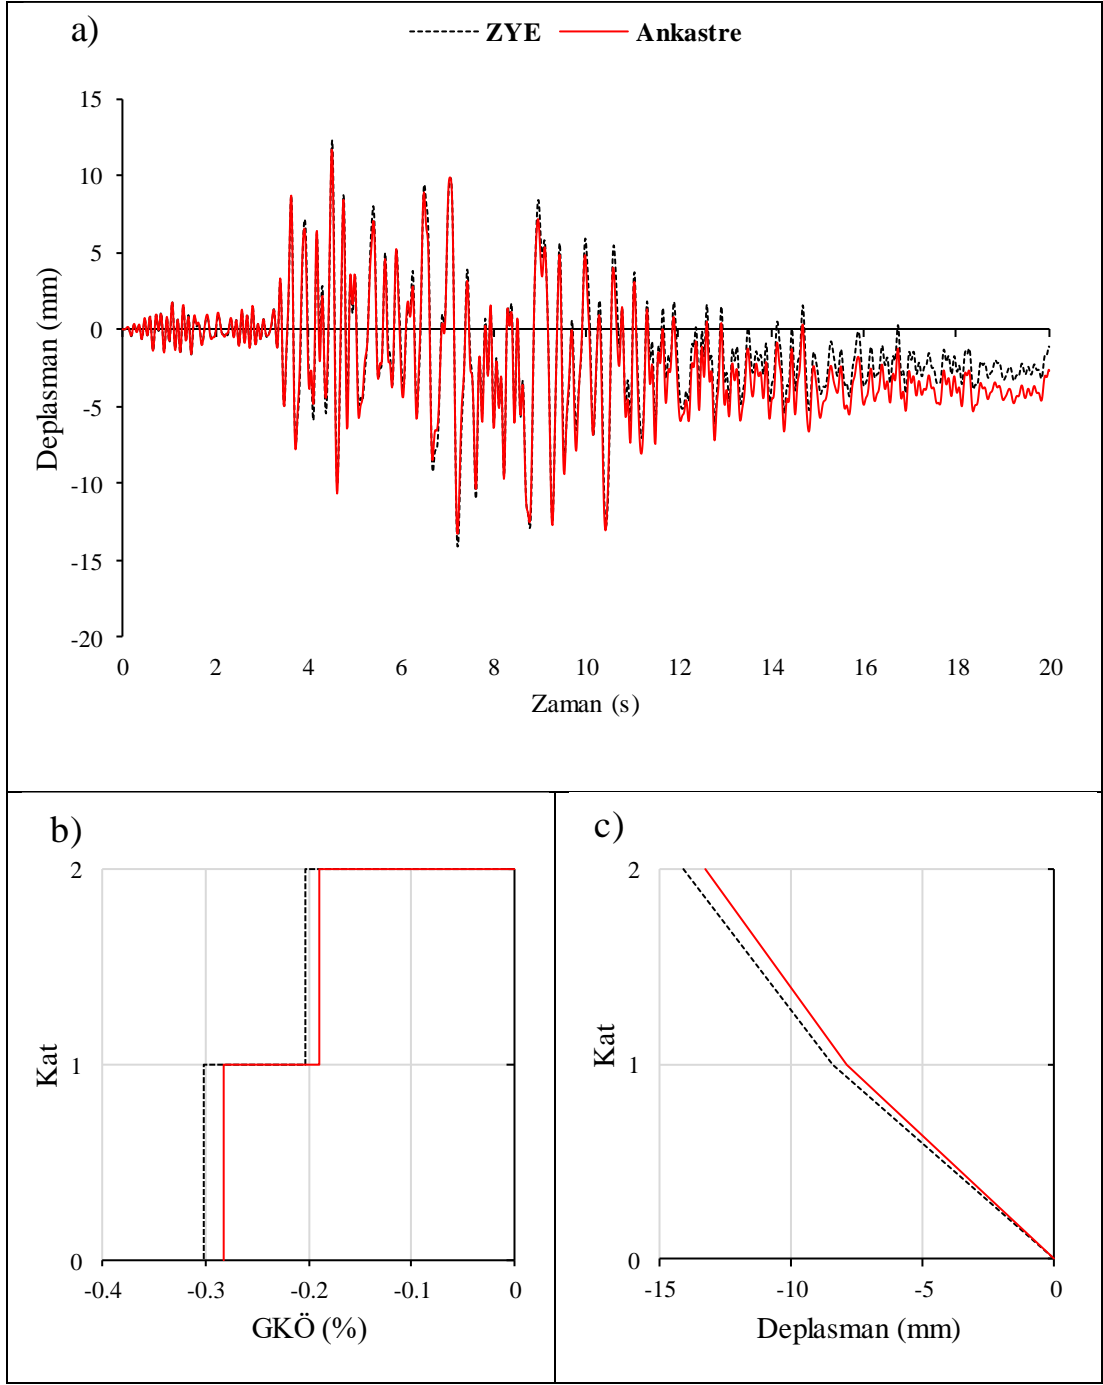 a)
ZYE Ankastre
15
10
5
0
-5
-10
-15
-20
Deplasman (mm)
0 2 4 6 8 10 12 14 16 18 20
Zaman (s)
b)
2
1
0
Kat
-0.4 -0.3 -0.2 -0.1 0
GKÖ (%)
c)
2
1
0
Kat
-15 -10 -5 0
Deplasman (mm)